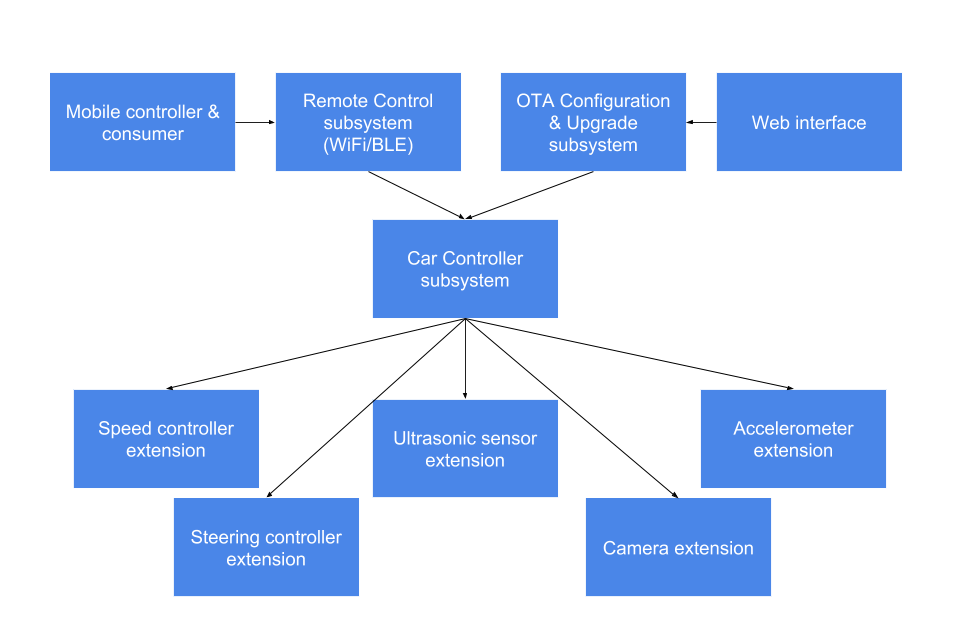 Mobile controller &
consumer
Remote Control
subsystem
(WiFi/BLE)
OTA Configuration
& Upgrade
subsystem
Web interface
Car Controller
subsystem
Speed controller
extension
Ultrasonic sensor
extension
Accelerometer
extension
Steering controller
extension
Camera extension